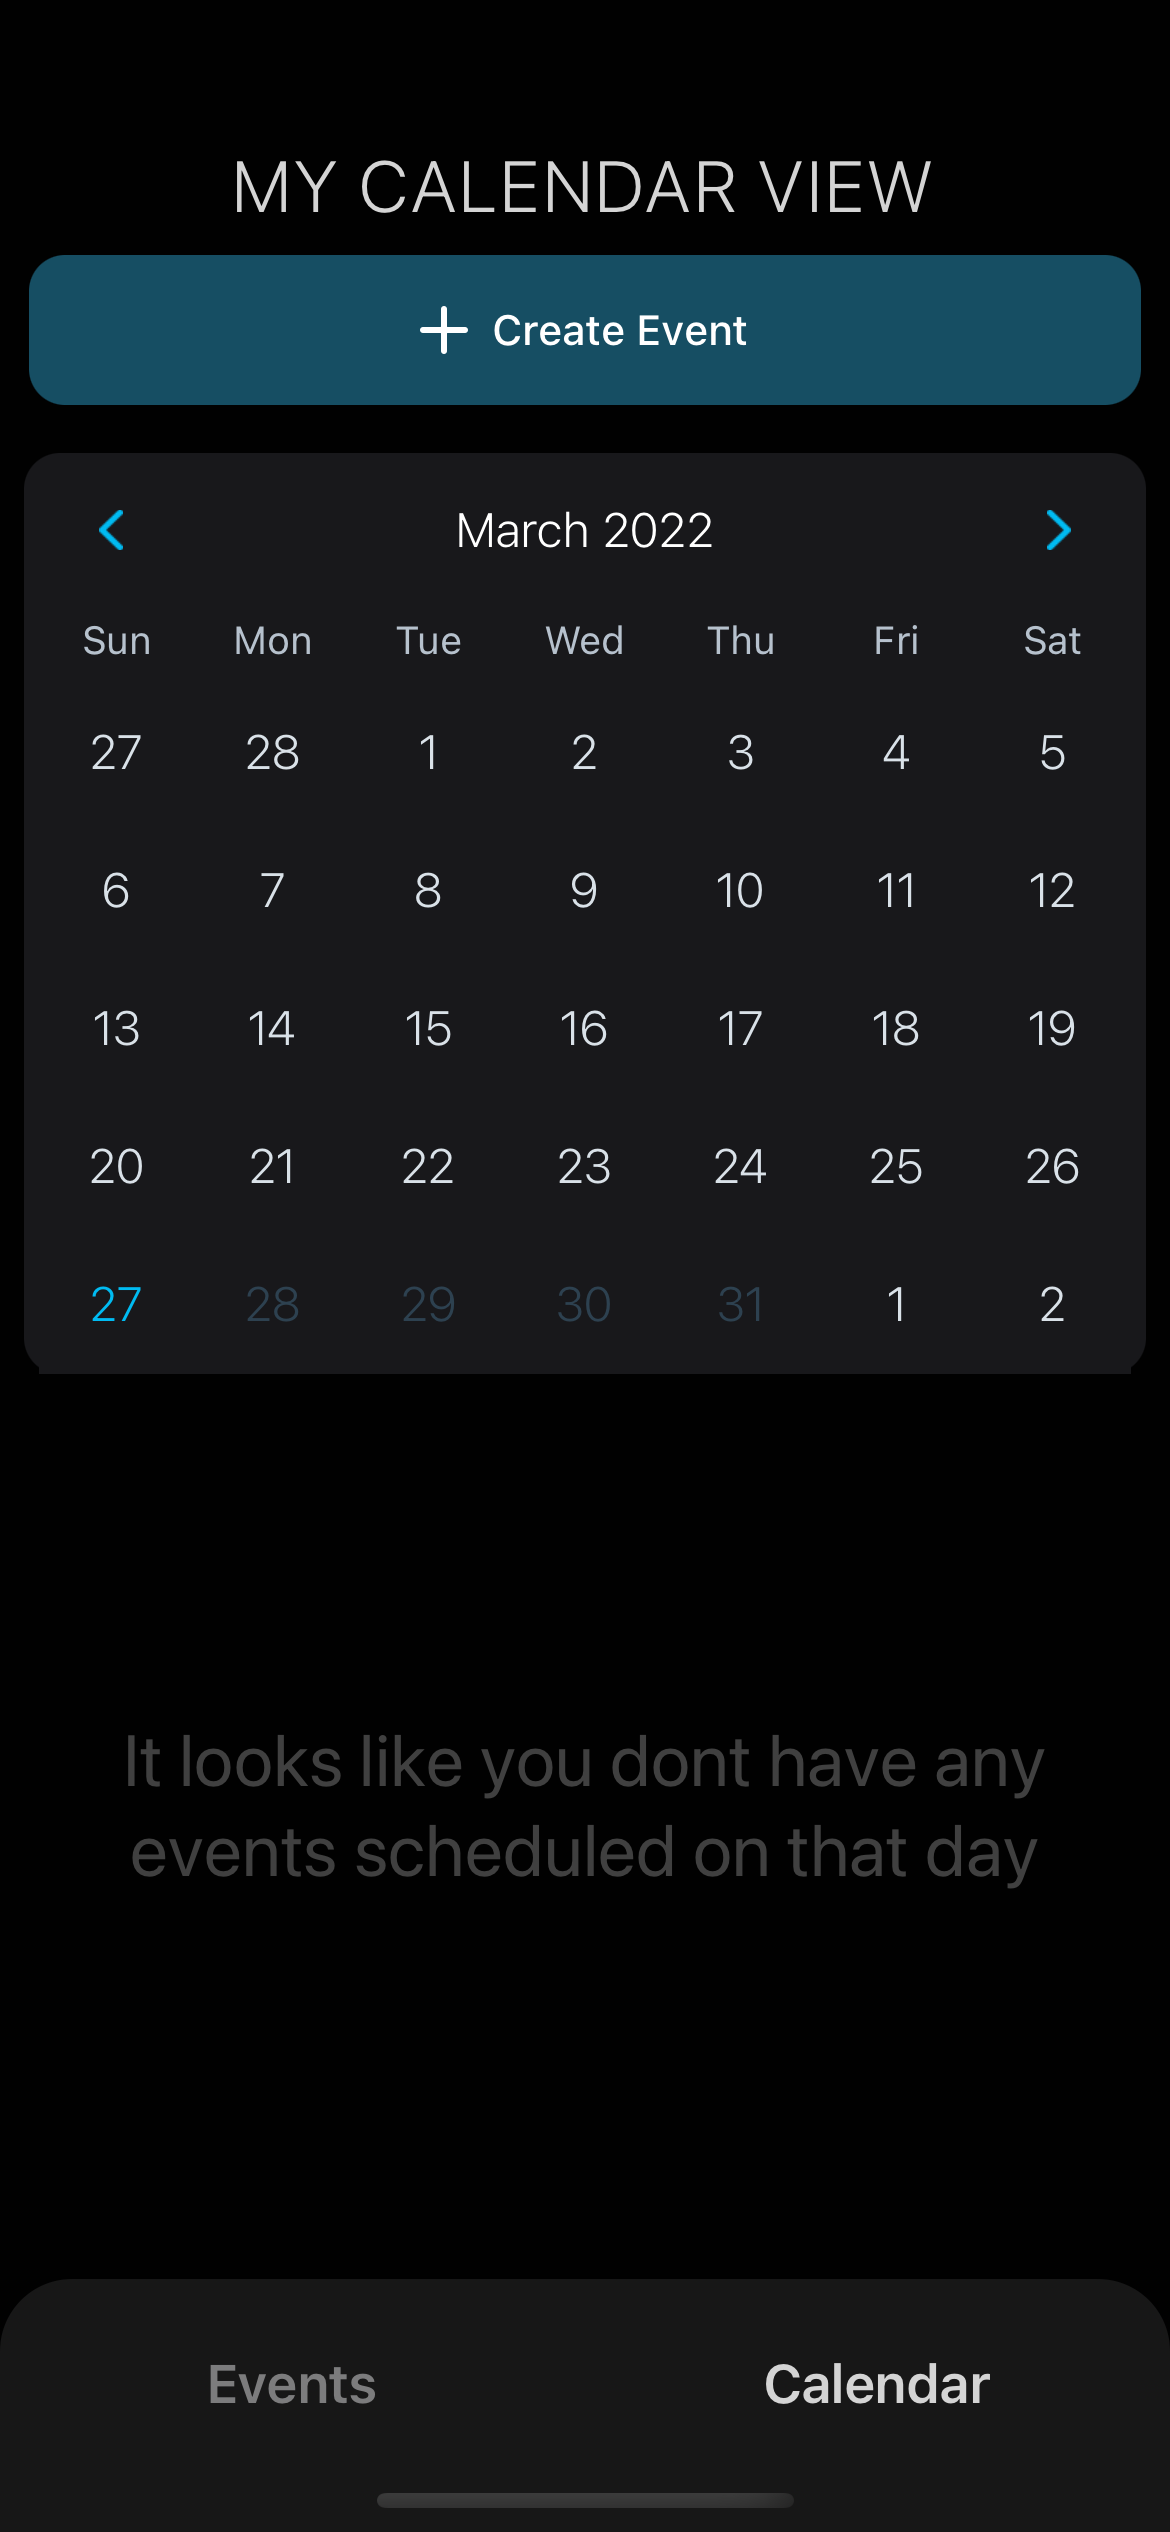 MY CALENDAR VIEW
Create Event
March 2022
Sun Mon Tue Wed Thu Fri Sat
27 28 1 2 3 4 5
6 7 8 9 10 11 12
13 14 15 16 17 18 19
20 21 22 23 24 25 26
27 28 29 30 31 1 2
It looks like you dont have any
events scheduled on that day
Events Calendar